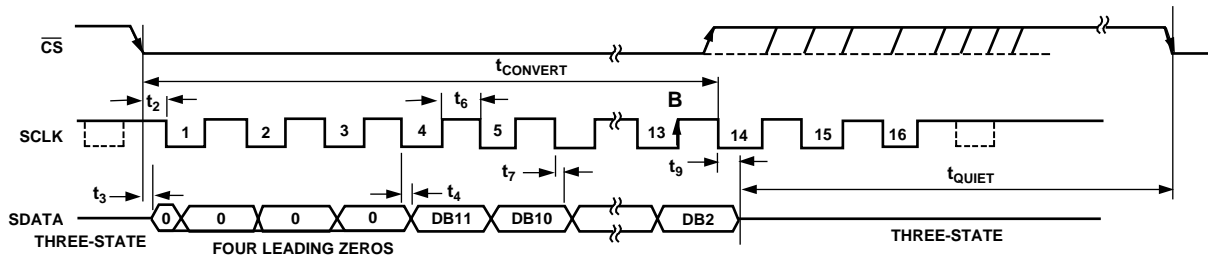 CS
tCONVERT
t2
t6
B
SCLK
1 2 3 4 5 13 14 15 16
t3
t4
t7
t9
tQUIET
SDATA
0 0 0 0 DB11 DB10 DB2
THREE-STATE
FOUR LEADING ZEROS
THREE-STATE